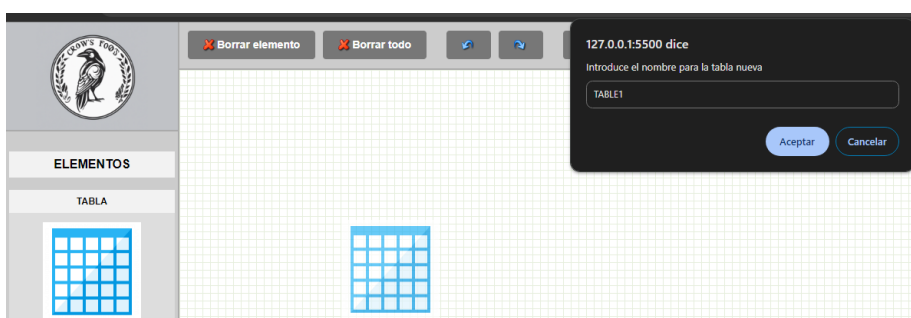 CROW'S FOOT
Borrar elemento
Borrar todo
127.0.0.1:5500 dice
Introduce el nombre para la tabla nueva
TABLE1
Aceptar
Cancelar
ELEMENTOS
TABLA